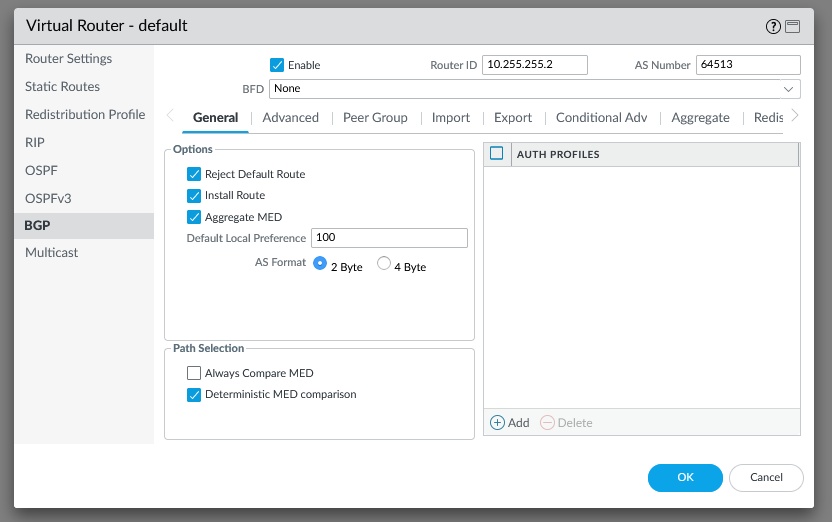 Virtual Router - default
Router Settings
Static Routes
Redistribution Profile
RIP
OSPF
OSPFv3
BGP
Multicast
Enable
Router ID 10.255.255.2
AS Number 64513
BFD None
General Advanced Peer Group Import Export Conditional Adv Aggregate Redis
Options
Reject Default Route
Install Route
Aggregate MED
Default Local Preference 100
AS Format 2 Byte 4 Byte
Path Selection
Always Compare MED
Deterministic MED comparison
AUTH PROFILES
Add Delete
OK Cancel